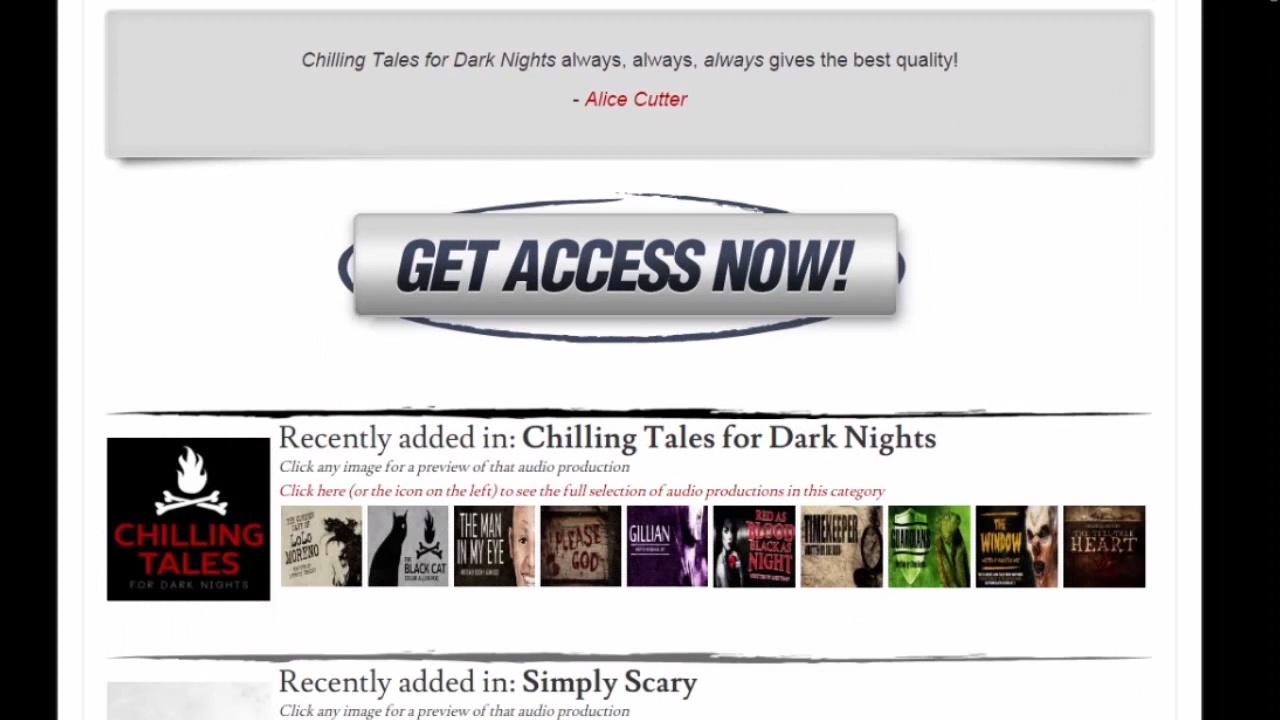 Chilling Tales for Dark Nights always, always, always gives the best quality!
- Alice Cutter
GET ACCESS NOW!
Recently added in: Chilling Tales for Dark Nights
Click any image for a preview of that audio production
Click here (or the icon on the left) to see the full selection of audio productions in this category
CHILLING
TALES
FOR DARK NIGHTS
LOLO
MORENO
THE
BLACK CAT
THE MAN
IN MY EYE
PLEASE
GOD
GILLIAN
RED AS
BLOOD
BLACK AS
NIGHT
TIMEKEEPER
GUARDIANS
THE
WINDOW
THE TELL-TALE
HEART
Recently added in: Simply Scary
Click any image for a preview of that audio production